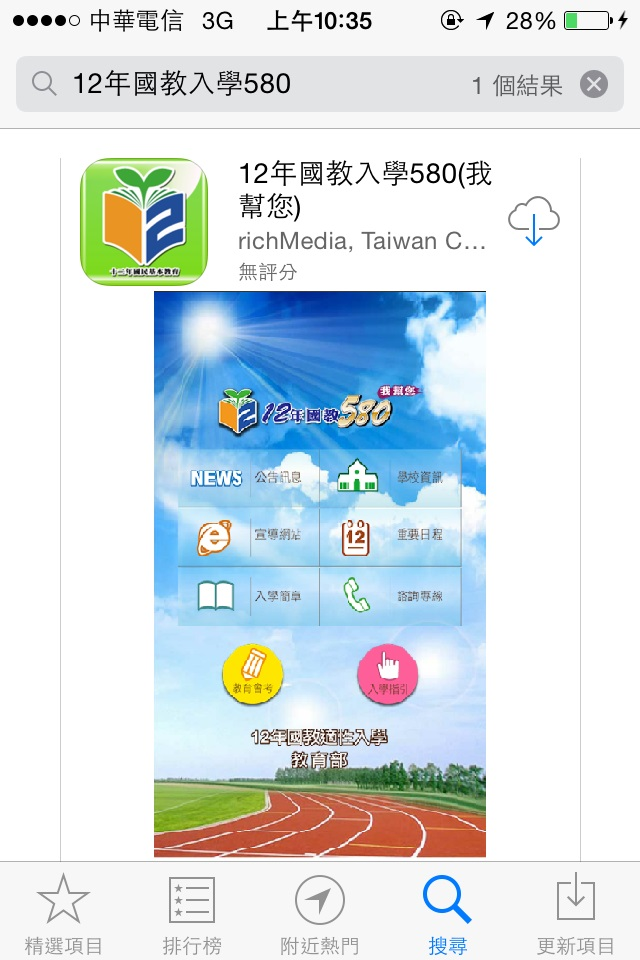 中華電信 3G 上午10:35 28%
12年國教入學580 1 個結果
12年國教入學580(我
幫您)
richMedia, Taiwan C...
無評分
十二年國民基本教育
我幫您
12年國教580
NEWS 公告訊息 學校資訊
宣導網站 12 重要日程
入學簡章 諮詢專線
教育會考 入學指引
12年國教適性入學
教育部
精選項目 排行榜 附近熱門 搜尋 更新項目